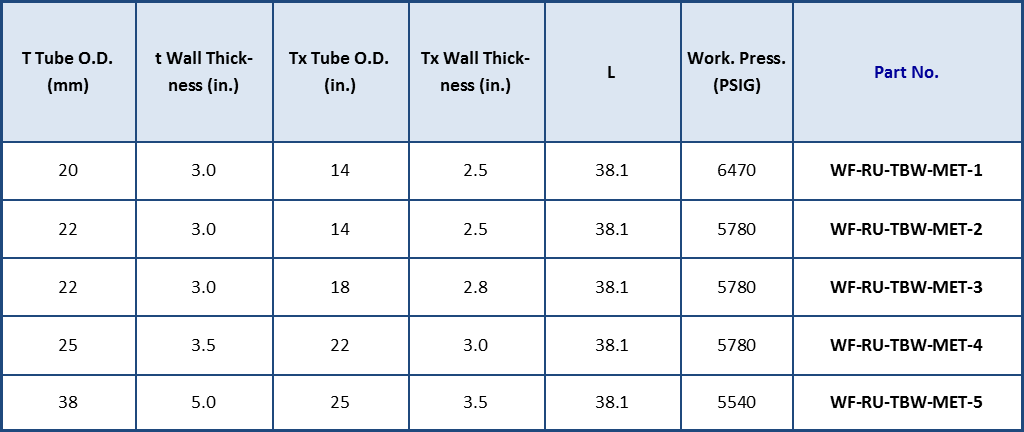 T Tube O.D. (mm) t Wall Thick-ness (in.) Tx Tube O.D. (in.) Tx Wall Thick-ness (in.) L Work. Press. (PSIG) Part No.
20 3.0 14 2.5 38.1 6470 WF-RU-TBW-MET-1
22 3.0 14 2.5 38.1 5780 WF-RU-TBW-MET-2
22 3.0 18 2.8 38.1 5780 WF-RU-TBW-MET-3
25 3.5 22 3.0 38.1 5780 WF-RU-TBW-MET-4
38 5.0 25 3.5 38.1 5540 WF-RU-TBW-MET-5